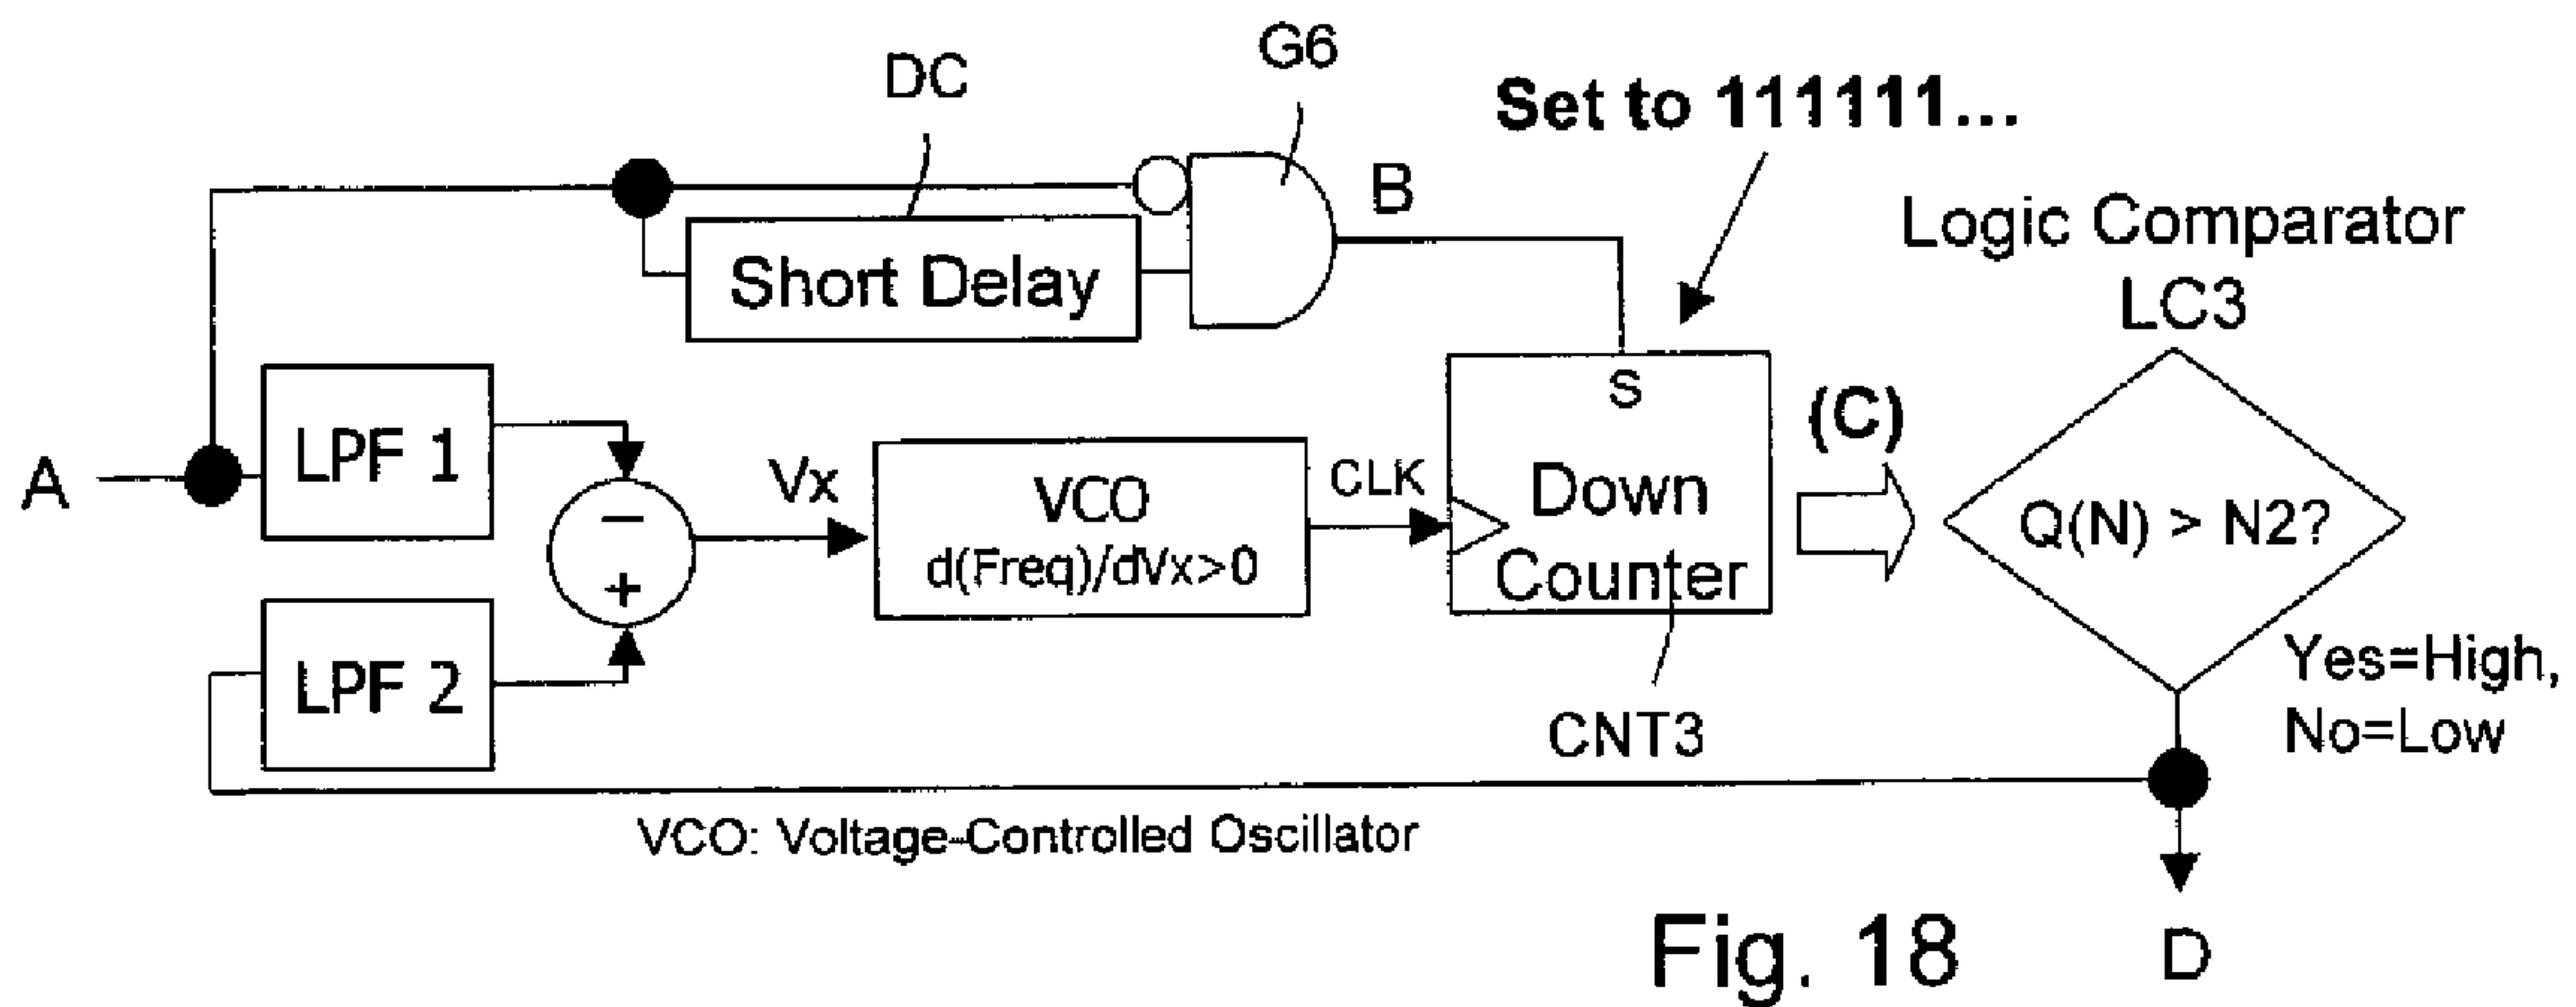 G6
DC
Set to 111111...
B
Logic Comparator
LC3
Short Delay
A
LPF 1
−
+
LPF 2
Vx
VCO
d(Freq)/dVx>0
CLK
S
Down
Counter
(C)
Q(N) > N2?
Yes=High,
No=Low
CNT3
VCO: Voltage-Controlled Oscillator
Fig. 18
D